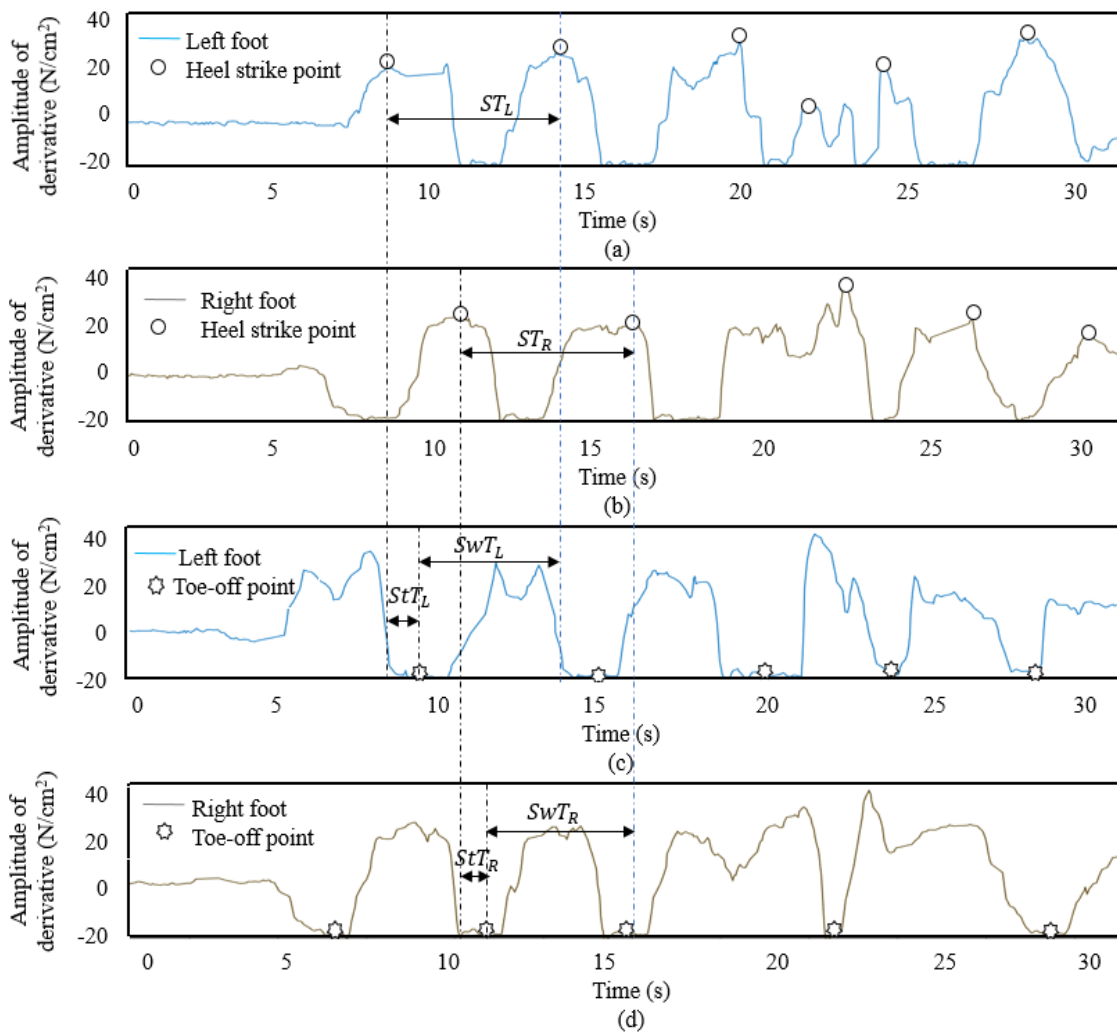 Amplitude of
derivative (N/cm²)
40
20
0
-20
Left foot
Heel strike point
ST_L
0 5 10 15 20 25 30
Time (s)
(a)
Amplitude of
derivative (N/cm²)
40
20
0
-20
Right foot
Heel strike point
ST_R
0 5 10 15 20 25 30
Time (s)
(b)
Amplitude of
derivative (N/cm²)
40
20
0
-20
Left foot
Toe-off point
SwT_L
StT_L
0 5 10 15 20 25 30
Time (s)
(c)
Amplitude of
derivative (N/cm²)
40
20
0
-20
Right foot
Toe-off point
SwT_R
StT_R
0 5 10 15 20 25 30
Time (s)
(d)